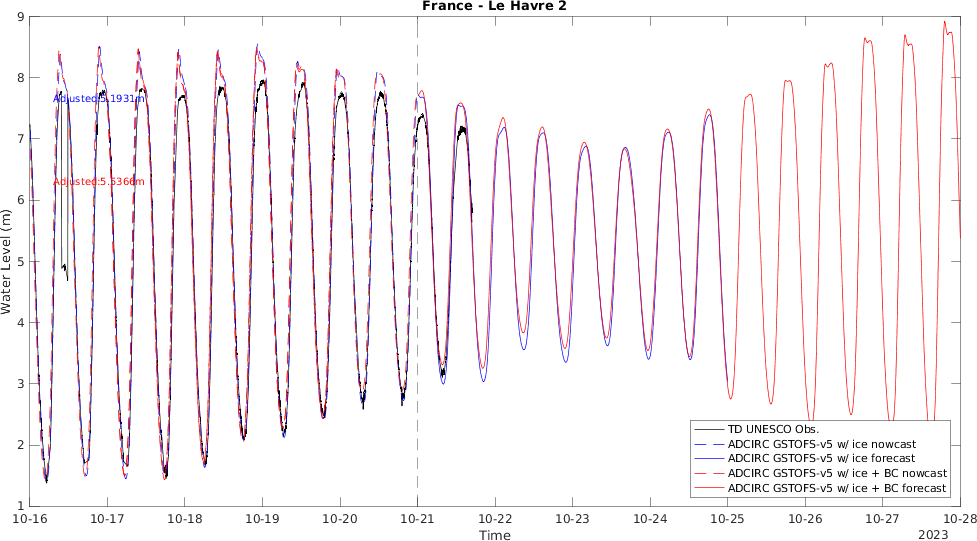 France - Le Havre 2
9
8
7
6
5
4
3
2
1
Water Level (m)
Adjusted:5.1931m
Adjusted:5.5366m
TD UNESCO Obs.
ADCIRC GSTOFS-v5 w/ ice nowcast
ADCIRC GSTOFS-v5 w/ ice forecast
ADCIRC GSTOFS-v5 w/ ice + BC nowcast
ADCIRC GSTOFS-v5 w/ ice + BC forecast
10-16 10-17 10-18 10-19 10-20 10-21 10-22 10-23 10-24 10-25 10-26 10-27 10-28
Time
2023